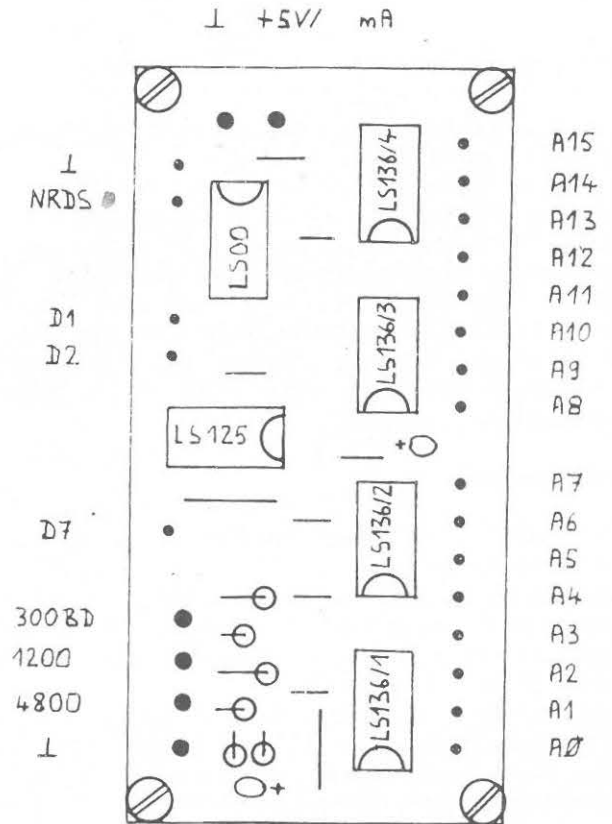 ⊥ +5V/ mA
A15
⊥
LS136/4
A14
NRDS
A13
LS00
A12
A11
D1
A10
LS136/3
D2
A9
A8
LS125
+
A7
D7
A6
LS136/2
A5
A4
300BD
A3
1200
A2
LS136/1
4800
A1
⊥
AØ
+